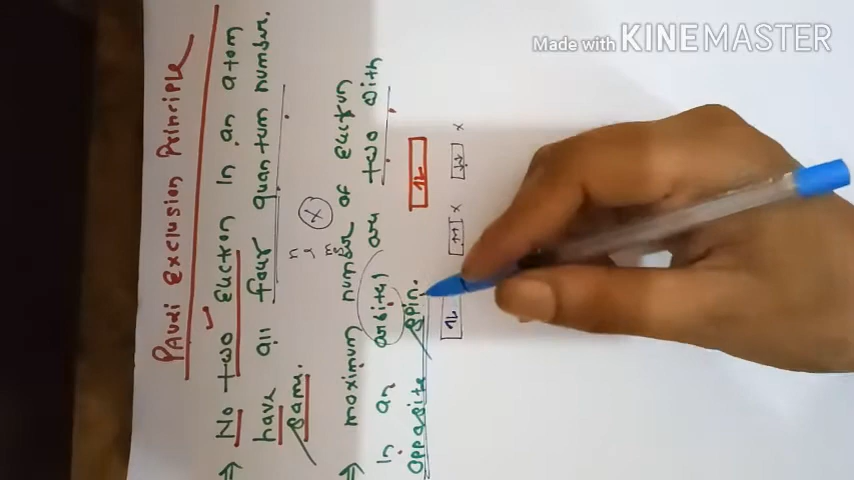 Made with KINEMASTER
Pauli Exclusion Principle
⇒ No two Electron in an atom
have all four quantum number.
same.
n l m s
⇒ maximum number of Electron
in an orbital are two with
opposite spin.
↑↓
↑↓ ↑↑ x ↓↓ x